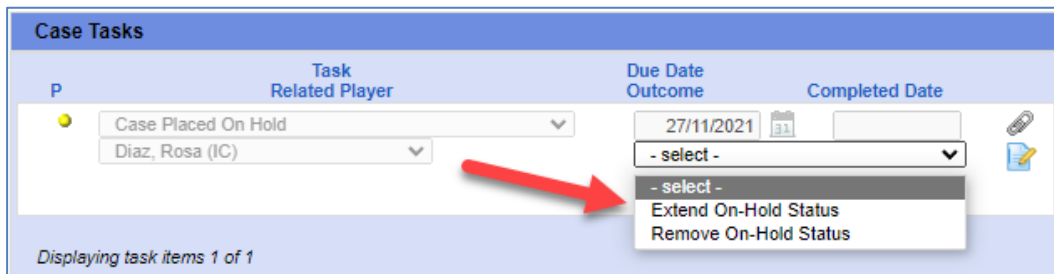 Case Tasks
Task Due Date
P Related Player Outcome Completed Date
Case Placed On Hold 27/11/2021 31
Diaz, Rosa (IC) - select -
- select -
Extend On-Hold Status
Remove On-Hold Status
Displaying task items 1 of 1